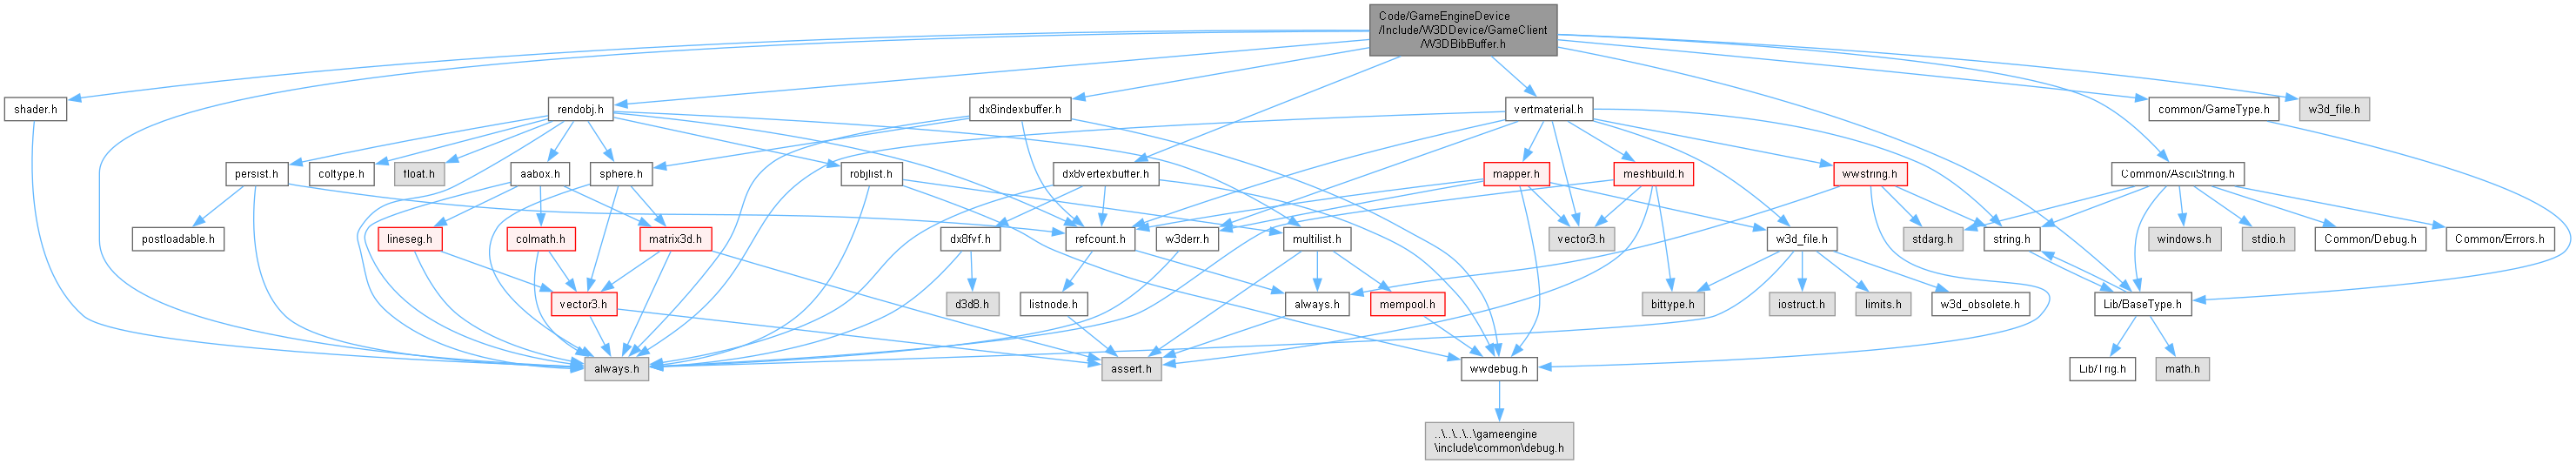 Code/GameEngineDevice
/Include/W3DDevice/GameClient
/W3DBibBuffer.h
shader.h
rendobj.h
dx8indexbuffer.h
vertmaterial.h
common/GameType.h
w3d_file.h
persist.h
coltype.h
float.h
aabox.h
sphere.h
robjlist.h
dx8vertexbuffer.h
mapper.h
meshbuild.h
wwstring.h
Common/AsciiString.h
postloadable.h
lineseg.h
colmath.h
matrix3d.h
dx8fvf.h
refcount.h
w3derr.h
multilist.h
vector3.h
w3d_file.h
stdarg.h
string.h
windows.h
stdio.h
Common/Debug.h
Common/Errors.h
vector3.h
d3d8.h
listnode.h
always.h
mempool.h
bittype.h
iostruct.h
limits.h
w3d_obsolete.h
Lib/BaseType.h
always.h
assert.h
wwdebug.h
Lib/Trig.h
math.h
..\..\..\..\gameengine
\include\common\debug.h